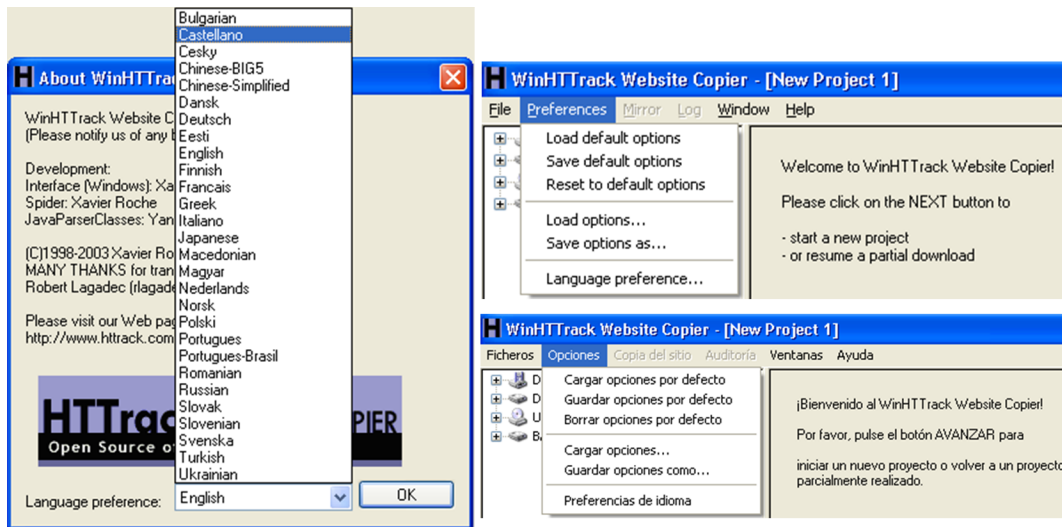 Bulgarian
Castellano
Cesky
Chinese-BIG5
Chinese-Simplified
Dansk
Deutsch
Eesti
English
Finnish
Francais
Greek
Italiano
Japanese
Macedonian
Magyar
Nederlands
Norsk
Polski
Portugues
Portugues-Brasil
Romanian
Russian
Slovak
Slovenian
Svenska
Turkish
Ukrainian
About WinHTTra
WinHTTrack Website C
(Please notify us of any
Development:
Interface (Windows): Xa
Spider: Xavier Roche
JavaParserClasses: Yan
(C)1998-2003 Xavier Ro
MANY THANKS for tran
Robert Lagadec (rlagade
Please visit our Web pag
http://www.httrack.com
HTTrac PIER
Open Source o
Language preference: English OK
WinHTTrack Website Copier - [New Project 1]
File Preferences Mirror Log Window Help
Load default options
Save default options
Reset to default options
Load options...
Save options as...
Language preference...
Welcome to WinHTTrack Website Copier!
Please click on the NEXT button to
- start a new project
- or resume a partial download
WinHTTrack Website Copier - [New Project 1]
Ficheros Opciones Copia del sitio Auditoría Ventanas Ayuda
D
D
U
B
Cargar opciones por defecto
Guardar opciones por defecto
Borrar opciones por defecto
Cargar opciones...
Guardar opciones como...
Preferencias de idioma
¡Bienvenido al WinHTTrack Website Copier!
Por favor, pulse el botón AVANZAR para
iniciar un nuevo proyecto o volver a un proyecto
parcialmente realizado.